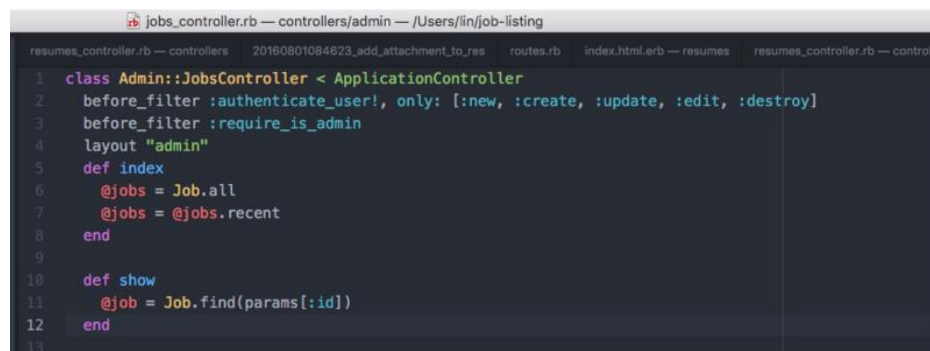 jobs_controller.rb — controllers/admin — /Users/lin/job-listing
resumes_controller.rb — controllers 20160801084623_add_attachment_to_res routes.rb index.html.erb — resumes resumes_controller.rb — contro
1 class Admin::JobsController < ApplicationController
2 before_filter :authenticate_user!, only: [:new, :create, :update, :edit, :destroy]
3 before_filter :require_is_admin
4 layout "admin"
5 def index
6 @jobs = Job.all
7 @jobs = @jobs.recent
8 end
9
10 def show
11 @job = Job.find(params[:id])
12 end
13